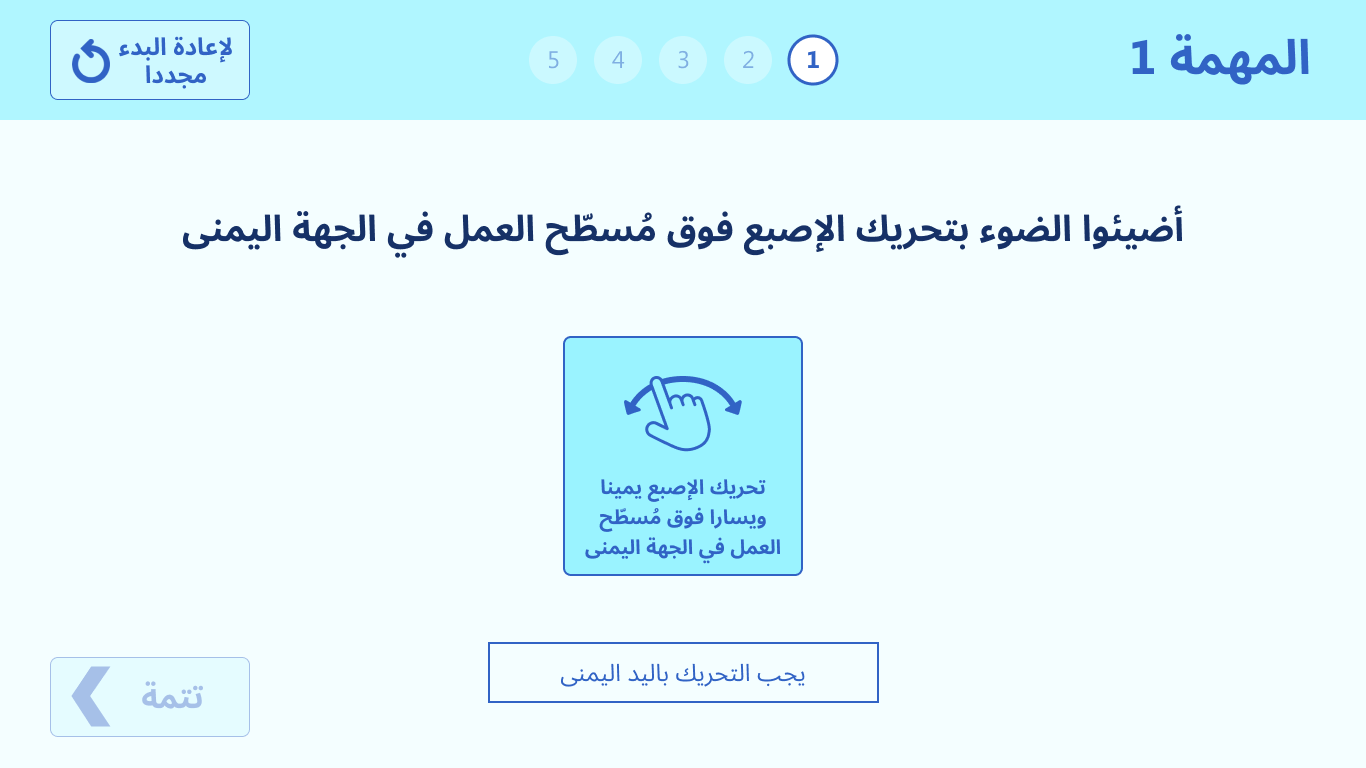 المهمة 1
1
2
3
4
5
لإعادة البدء
مجددا
أضيئوا الضوء بتحريك الإصبع فوق مُسطّح العمل في الجهة اليمنى
تحريك الإصبع يمينا
ويسارا فوق مُسطّح
العمل في الجهة اليمنى
يجب التحريك باليد اليمنى
تتمة